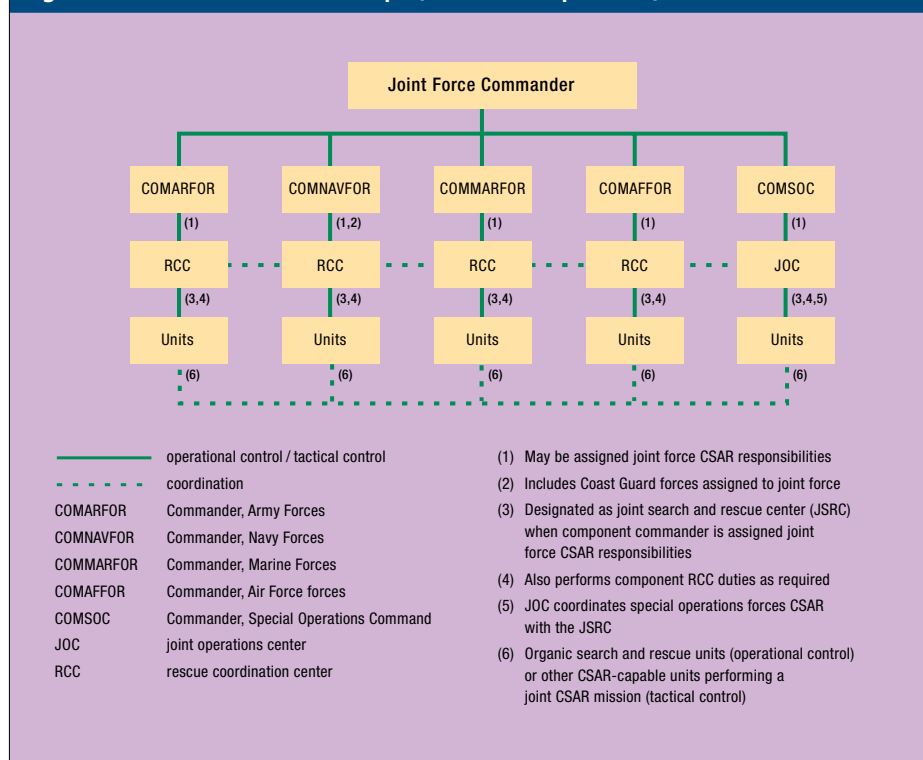 Joint Force Commander
COMARFOR COMNAVFOR COMMARFOR COMAFFOR COMSOC
(1) (1,2) (1) (1) (1)
RCC RCC RCC RCC JOC
(3,4) (3,4) (3,4) (3,4) (3,4,5)
Units Units Units Units Units
(6) (6) (6) (6) (6)
operational control / tactical control
coordination
COMARFOR Commander, Army Forces
COMNAVFOR Commander, Navy Forces
COMMARFOR Commander, Marine Forces
COMAFFOR Commander, Air Force forces
COMSOC Commander, Special Operations Command
JOC joint operations center
RCC rescue coordination center
(1) May be assigned joint force CSAR responsibilities
(2) Includes Coast Guard forces assigned to joint force
(3) Designated as joint search and rescue center (JSRC)
when component commander is assigned joint
force CSAR responsibilities
(4) Also performs component RCC duties as required
(5) JOC coordinates special operations forces CSAR
with the JSRC
(6) Organic search and rescue units (operational control)
or other CSAR-capable units performing a
joint CSAR mission (tactical control)